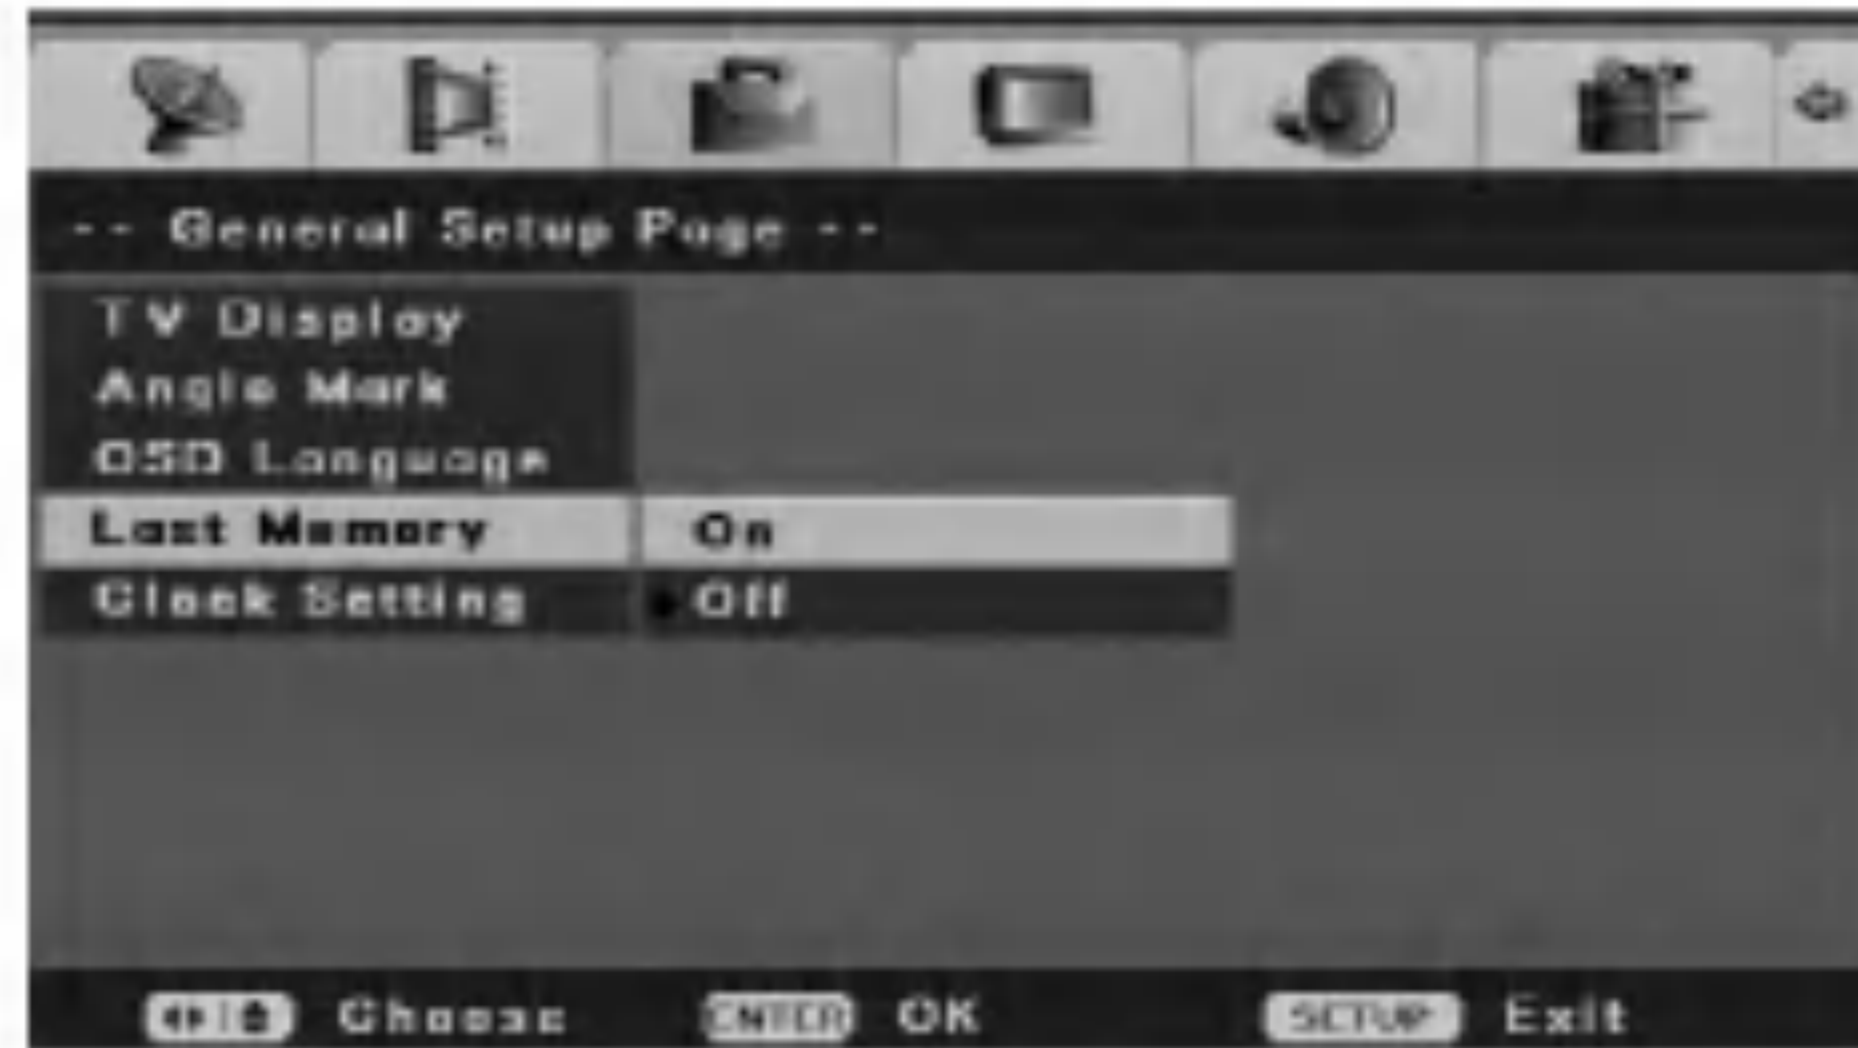 -- General Setup Page --
TV Display
Angle Mark
OSD Language
Last Memory On
Clock Setting Off
Choose ENTER OK SETUP Exit